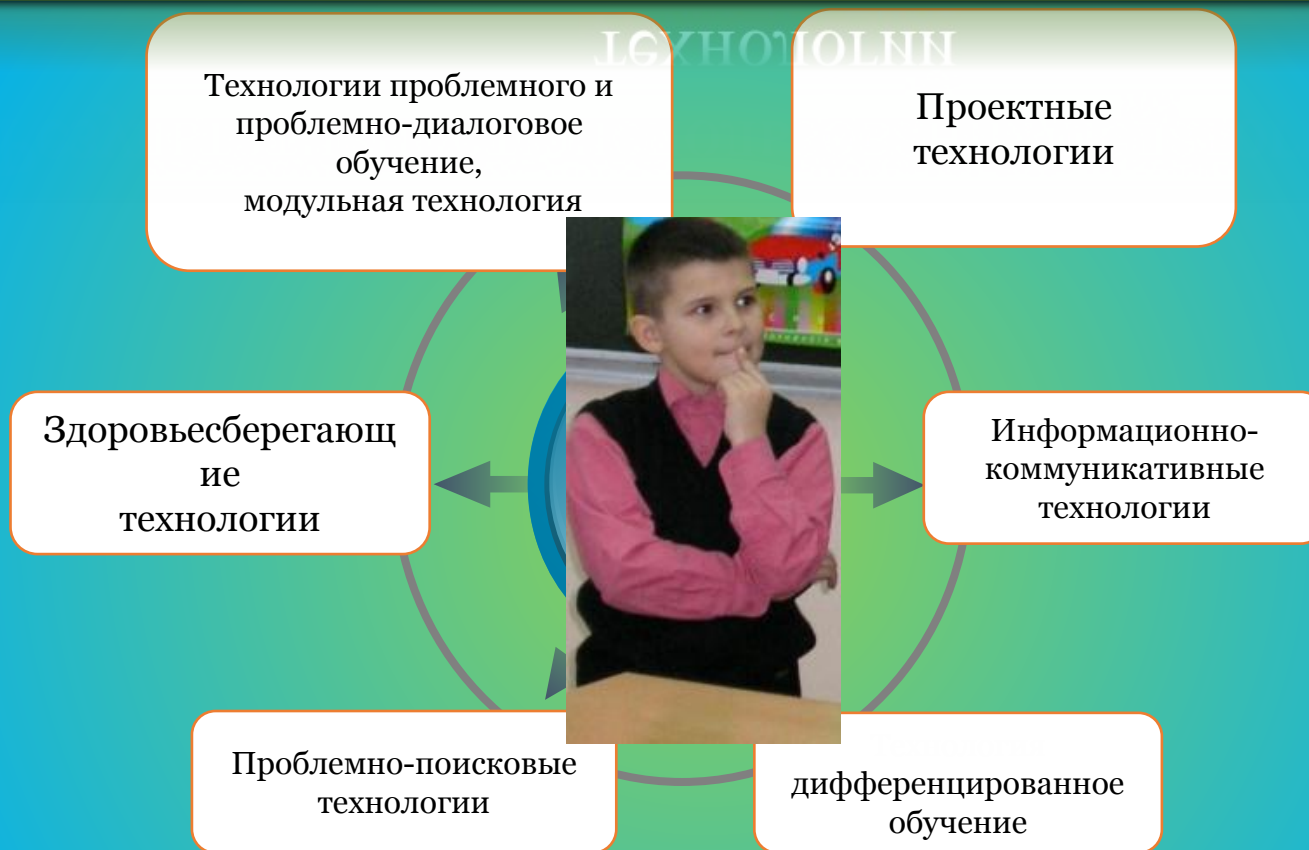 технологии
Технологии проблемного и
проблемно-диалоговое
обучение,
модульная технология
Проектные
технологии
Здоровьесберегающ
ие
технологии
Информационно-
коммуникативные
технологии
Проблемно-поисковые
технологии
дифференцированное
обучение